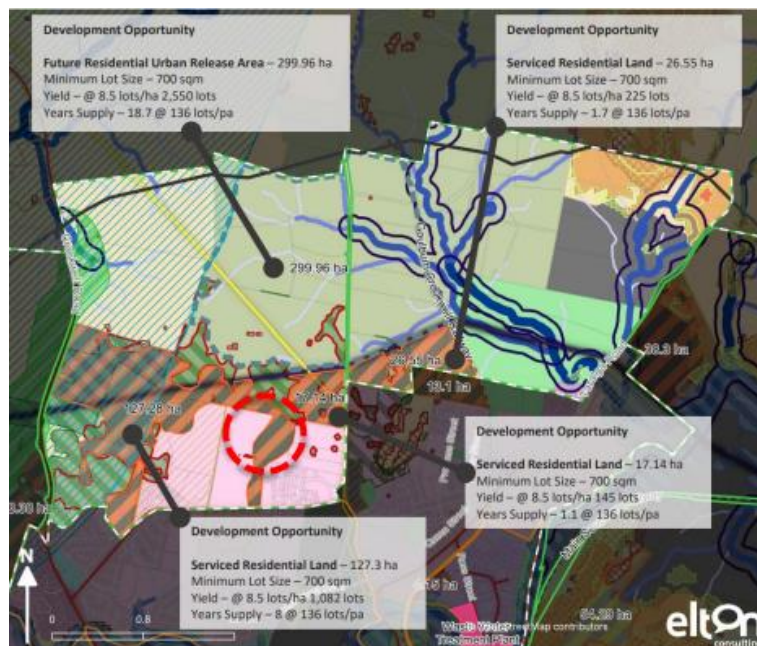 Development Opportunity
Future Residential Urban Release Area – 299.96 ha
Minimum Lot Size – 700 sqm
Yield – @ 8.5 lots/ha 2,550 lots
Years Supply – 18.7 @ 136 lots/pa
Development Opportunity
Serviced Residential Land – 26.55 ha
Minimum Lot Size – 700 sqm
Yield – @ 8.5 lots/ha 225 lots
Years Supply – 1.7 @ 136 lots/pa
299.96 ha
38.3 ha
13.1 ha
127.28 ha
17.14 ha
Development Opportunity
Serviced Residential Land – 17.14 ha
Minimum Lot Size – 700 sqm
Yield – @ 8.5 lots/ha 145 lots
Years Supply – 1.1 @ 136 lots/pa
Development Opportunity
Serviced Residential Land – 127.3 ha
Minimum Lot Size – 700 sqm
Yield – @ 8.5 lots/ha 1,082 lots
Years Supply – 8 @ 136 lots/pa
N
0
0.8
54.29 ha
Waste Water
Treatment Plant
contributors
elton
consulting